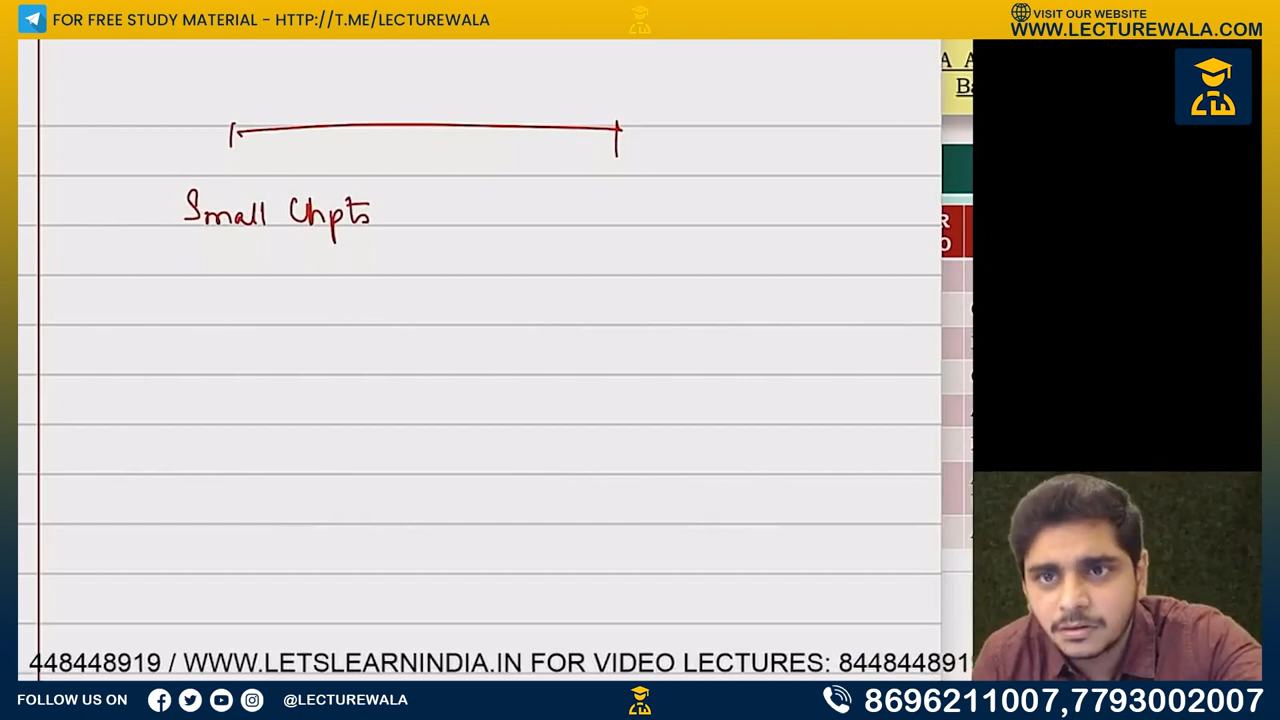 FOR FREE STUDY MATERIAL - HTTP://T.ME/LECTUREWALA
VISIT OUR WEBSITE
WWW.LECTUREWALA.COM
Small Chpts
448448919 / WWW.LETSLEARNINDIA.IN FOR VIDEO LECTURES: 844844891
FOLLOW US ON
@LECTUREWALA
8696211007,7793002007